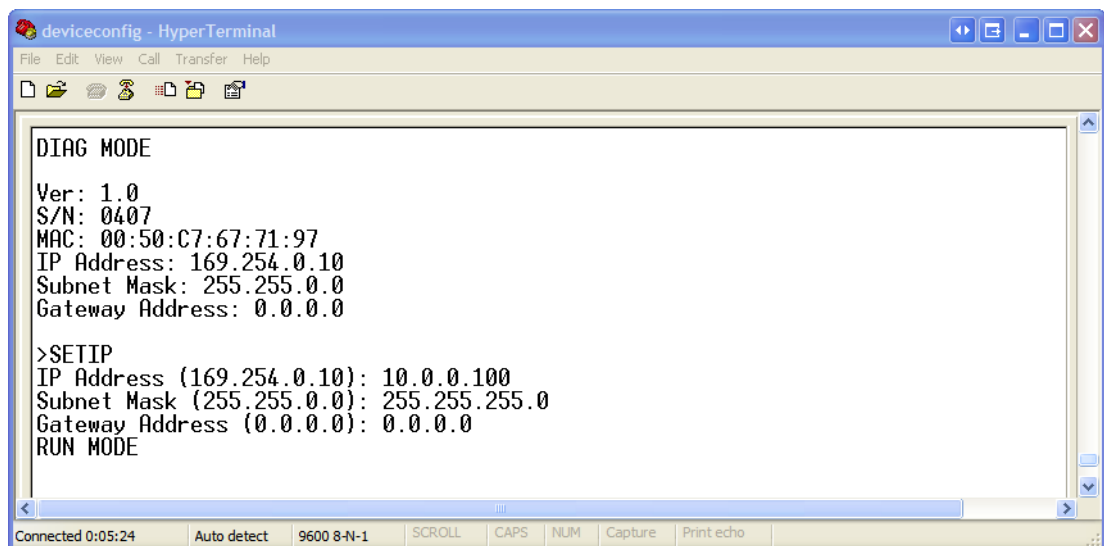 deviceconfig - HyperTerminal
File Edit View Call Transfer Help
DIAG MODE
Ver: 1.0
S/N: 0407
MAC: 00:50:C7:67:71:97
IP Address: 169.254.0.10
Subnet Mask: 255.255.0.0
Gateway Address: 0.0.0.0
>SETIP
IP Address (169.254.0.10): 10.0.0.100
Subnet Mask (255.255.0.0): 255.255.255.0
Gateway Address (0.0.0.0): 0.0.0.0
RUN MODE
Connected 0:05:24 Auto detect 9600 8-N-1 SCROLL CAPS NUM Capture Print echo